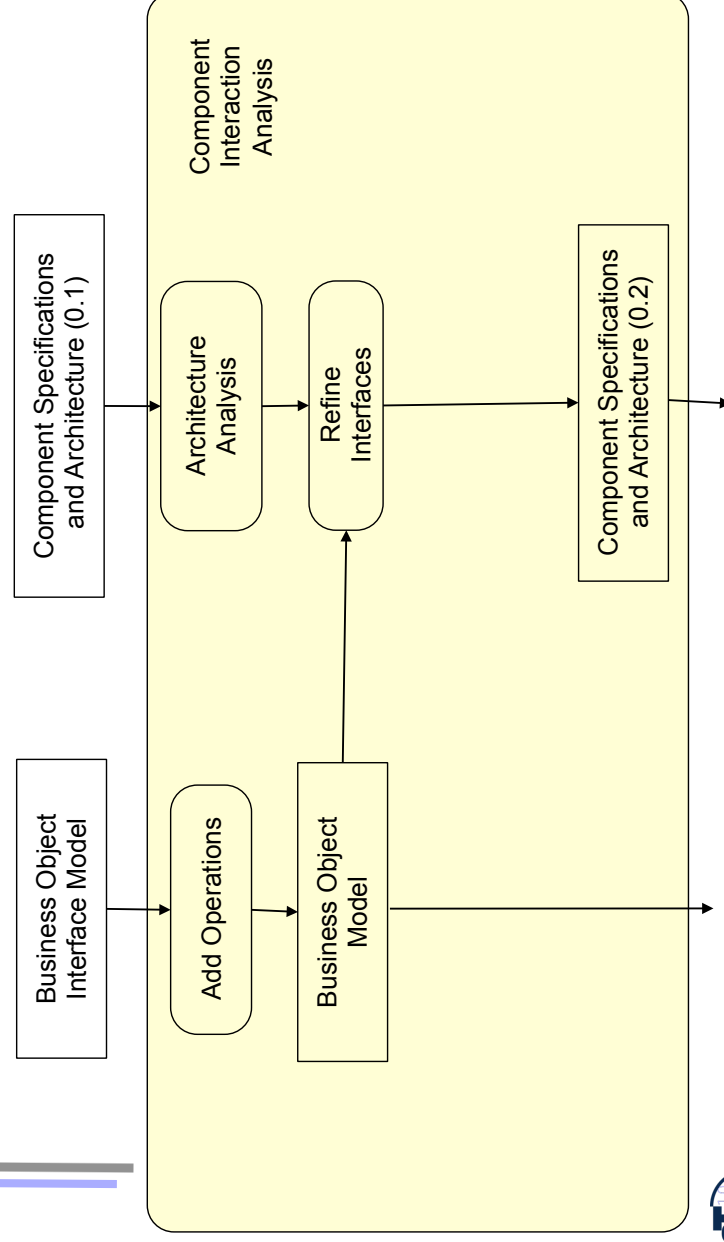 Business Object
Interface Model
Component Specifications
and Architecture (0.1)
Add Operations
Architecture
Analysis
Component
Interaction
Analysis
Business Object
Model
Refine
Interfaces
Component Specifications
and Architecture (0.2)